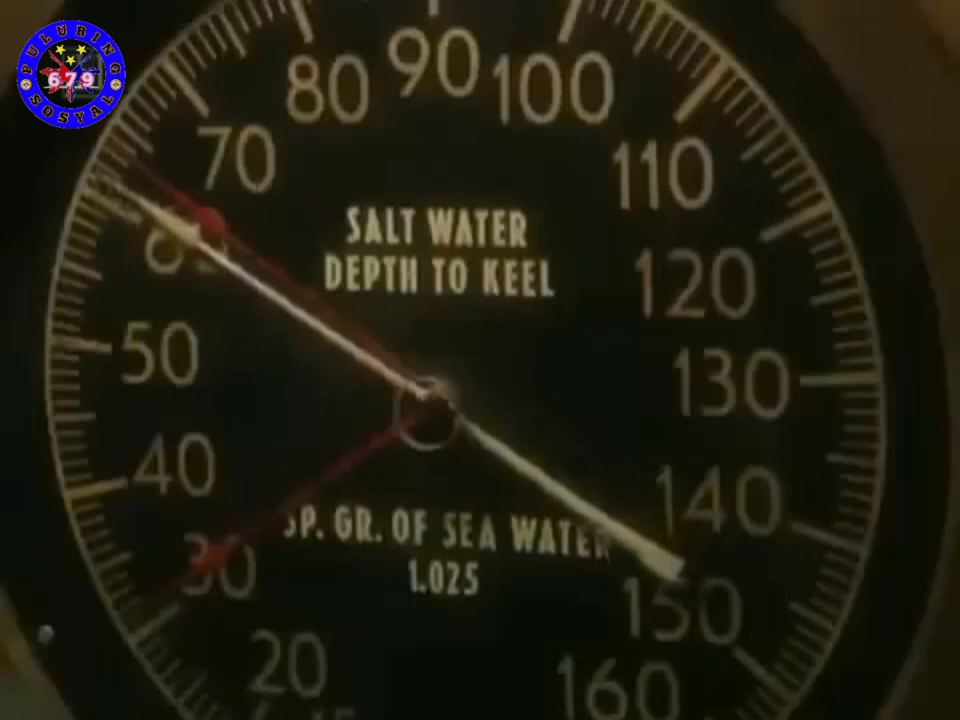 PULUBING
679
SOSYAL
80 90 100
70 110
SALT WATER
DEPTH TO KEEL
60 120
50 130
40 140
SP. GR. OF SEA WATER
1.025
30 150
20 160